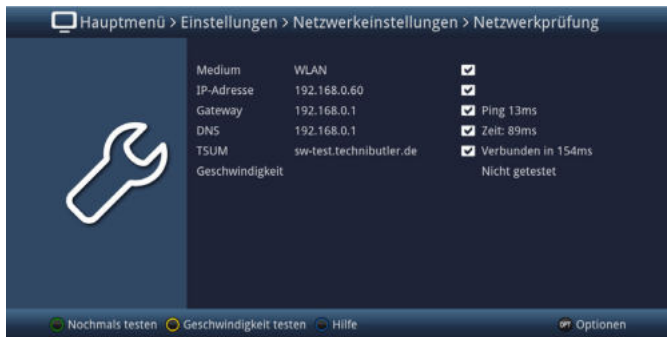 Hauptmenü > Einstellungen > Netzwerkeinstellungen > Netzwerkprüfung
Medium WLAN
IP-Adresse 192.168.0.60
Gateway 192.168.0.1 Ping 13ms
DNS 192.168.0.1 Zeit: 89ms
TSUM sw-test.technibutler.de Verbunden in 154ms
Geschwindigkeit Nicht getestet
Nochmals testen Geschwindigkeit testen Hilfe OPT Optionen